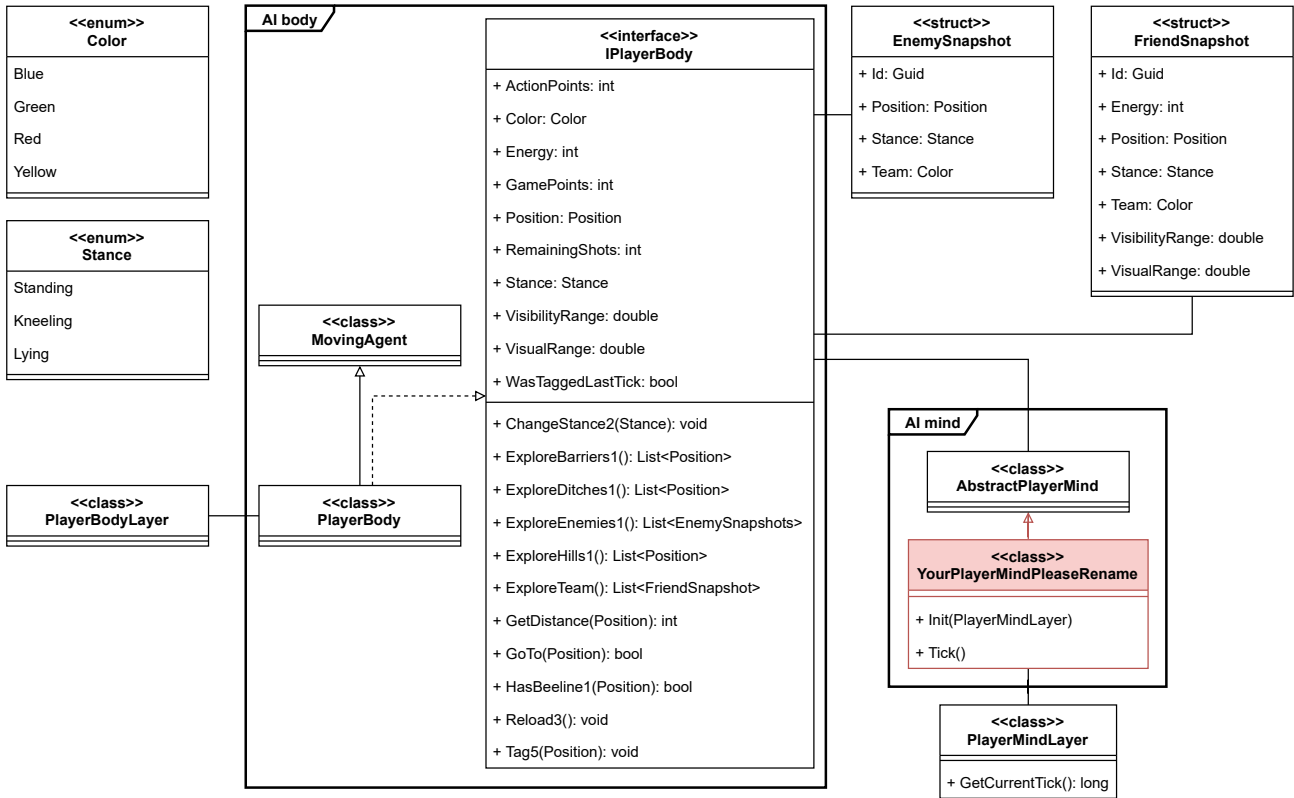 <<enum>>
Color
Blue
Green
Red
Yellow
<<enum>>
Stance
Standing
Kneeling
Lying
<<class>>
PlayerBodyLayer
AI body
<<class>>
MovingAgent
<<class>>
PlayerBody
<<interface>>
IPlayerBody
+ ActionPoints: int
+ Color: Color
+ Energy: int
+ GamePoints: int
+ Position: Position
+ RemainingShots: int
+ Stance: Stance
+ VisibilityRange: double
+ VisualRange: double
+ WasTaggedLastTick: bool
+ ChangeStance2(Stance): void
+ ExploreBarriers1(): List<Position>
+ ExploreDitches1(): List<Position>
+ ExploreEnemies1(): List<EnemySnapshots>
+ ExploreHills1(): List<Position>
+ ExploreTeam(): List<FriendSnapshot>
+ GetDistance(Position): int
+ GoTo(Position): bool
+ HasBeeline1(Position): bool
+ Reload3(): void
+ Tag5(Position): void
<<struct>>
EnemySnapshot
+ Id: Guid
+ Position: Position
+ Stance: Stance
+ Team: Color
<<struct>>
FriendSnapshot
+ Id: Guid
+ Energy: int
+ Position: Position
+ Stance: Stance
+ Team: Color
+ VisibilityRange: double
+ VisualRange: double
AI mind
<<class>>
AbstractPlayerMind
<<class>>
YourPlayerMindPleaseRename
+ Init(PlayerMindLayer)
+ Tick()
<<class>>
PlayerMindLayer
+ GetCurrentTick(): long